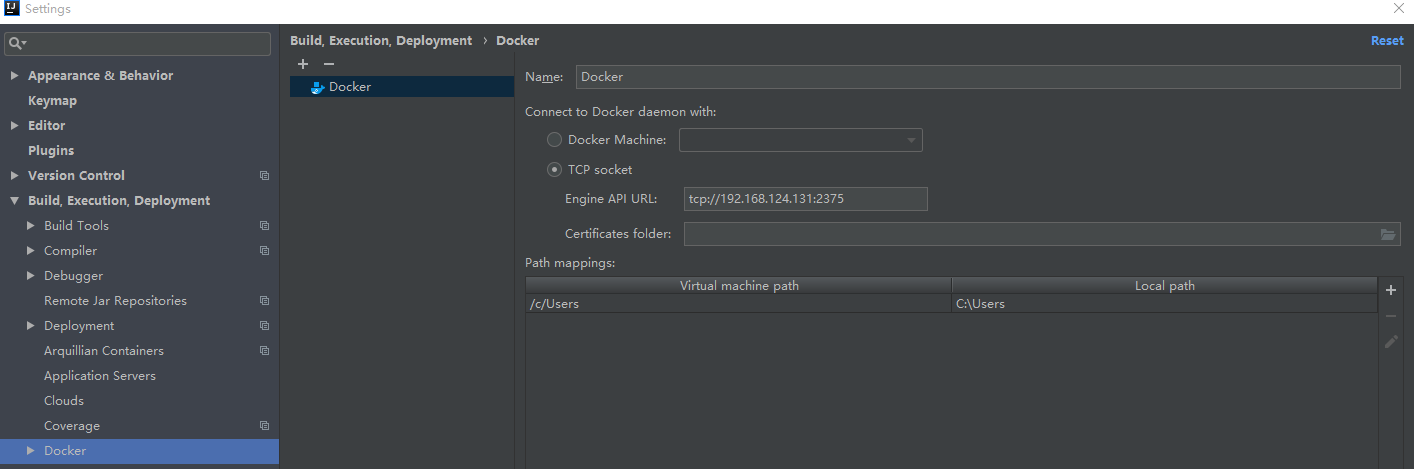 IJ Settings
Appearance & Behavior
Keymap
Editor
Plugins
Version Control
Build, Execution, Deployment
Build Tools
Compiler
Debugger
Remote Jar Repositories
Deployment
Arquillian Containers
Application Servers
Clouds
Coverage
Docker
Build, Execution, Deployment › Docker
Reset
Docker
Name: Docker
Connect to Docker daemon with:
Docker Machine:
TCP socket
Engine API URL: tcp://192.168.124.131:2375
Certificates folder:
Path mappings:
Virtual machine path Local path
/c/Users C:\Users